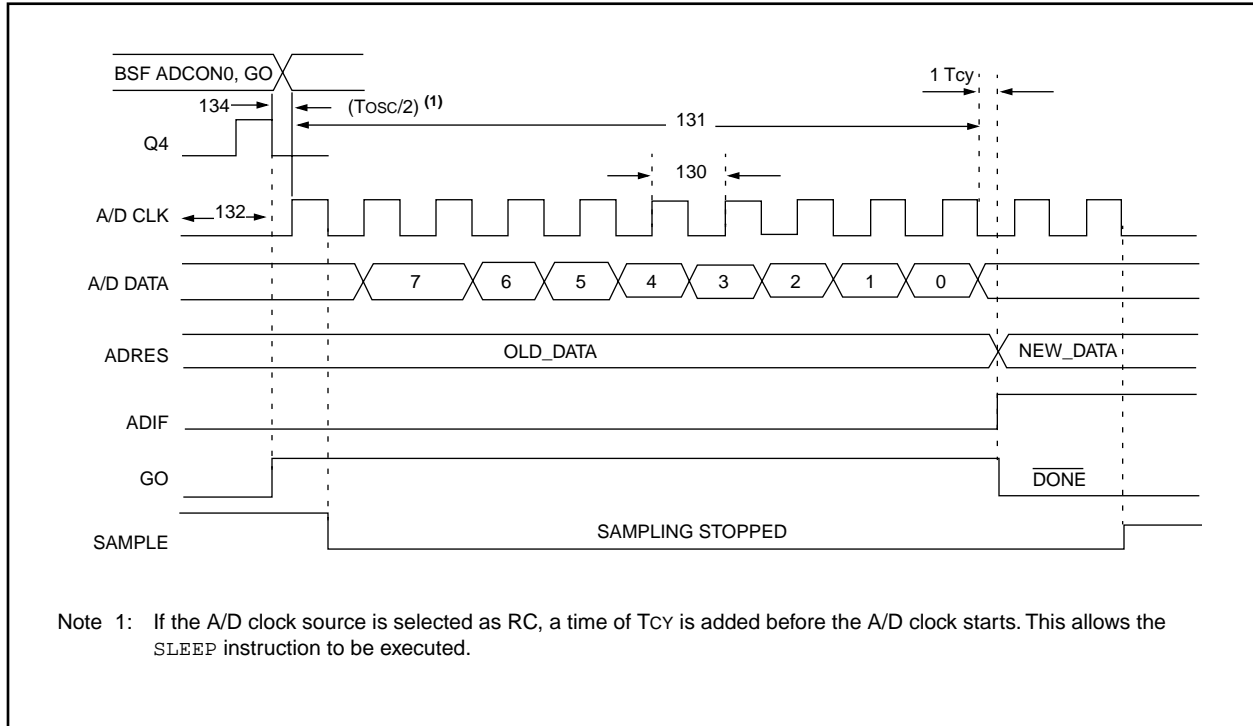 BSF ADCON0, GO
1 Tcy
134
(TOSC/2) (1)
131
Q4
130
A/D CLK
132
A/D DATA
7 6 5 4 3 2 1 0
ADRES
OLD_DATA
NEW_DATA
ADIF
GO
DONE
SAMPLE
SAMPLING STOPPED
Note 1: If the A/D clock source is selected as RC, a time of TCY is added before the A/D clock starts. This allows the
SLEEP instruction to be executed.